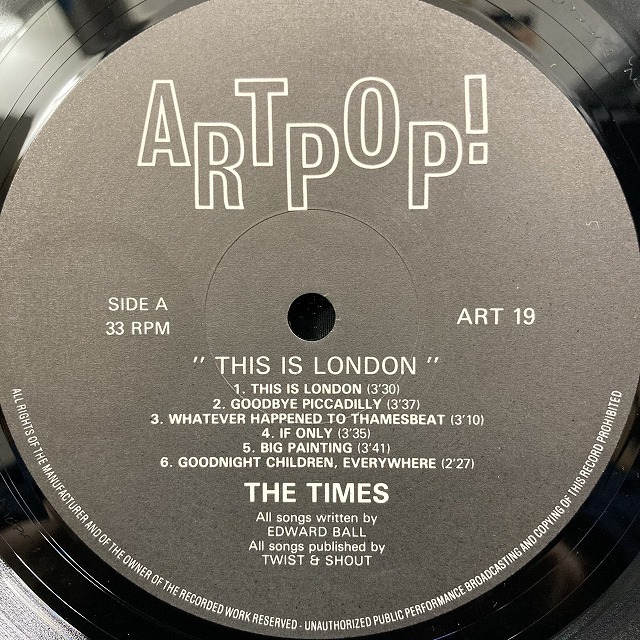 ARTPOP!
SIDE A
33 RPM
ART 19
" THIS IS LONDON "
1. THIS IS LONDON (3'30)
2. GOODBYE PICCADILLY (3'37)
3. WHATEVER HAPPENED TO THAMESBEAT (3'10)
4. IF ONLY (3'35)
5. BIG PAINTING (3'41)
6. GOODNIGHT CHILDREN, EVERYWHERE (2'27)
THE TIMES
All songs written by
EDWARD BALL
All songs published by
TWIST & SHOUT
ALL RIGHTS OF THE MANUFACTURER AND OF THE OWNER OF THE RECORDED WORK RESERVED - UNAUTHORIZED PUBLIC PERFORMANCE BROADCASTING AND COPYING OF THIS RECORD PROHIBITED